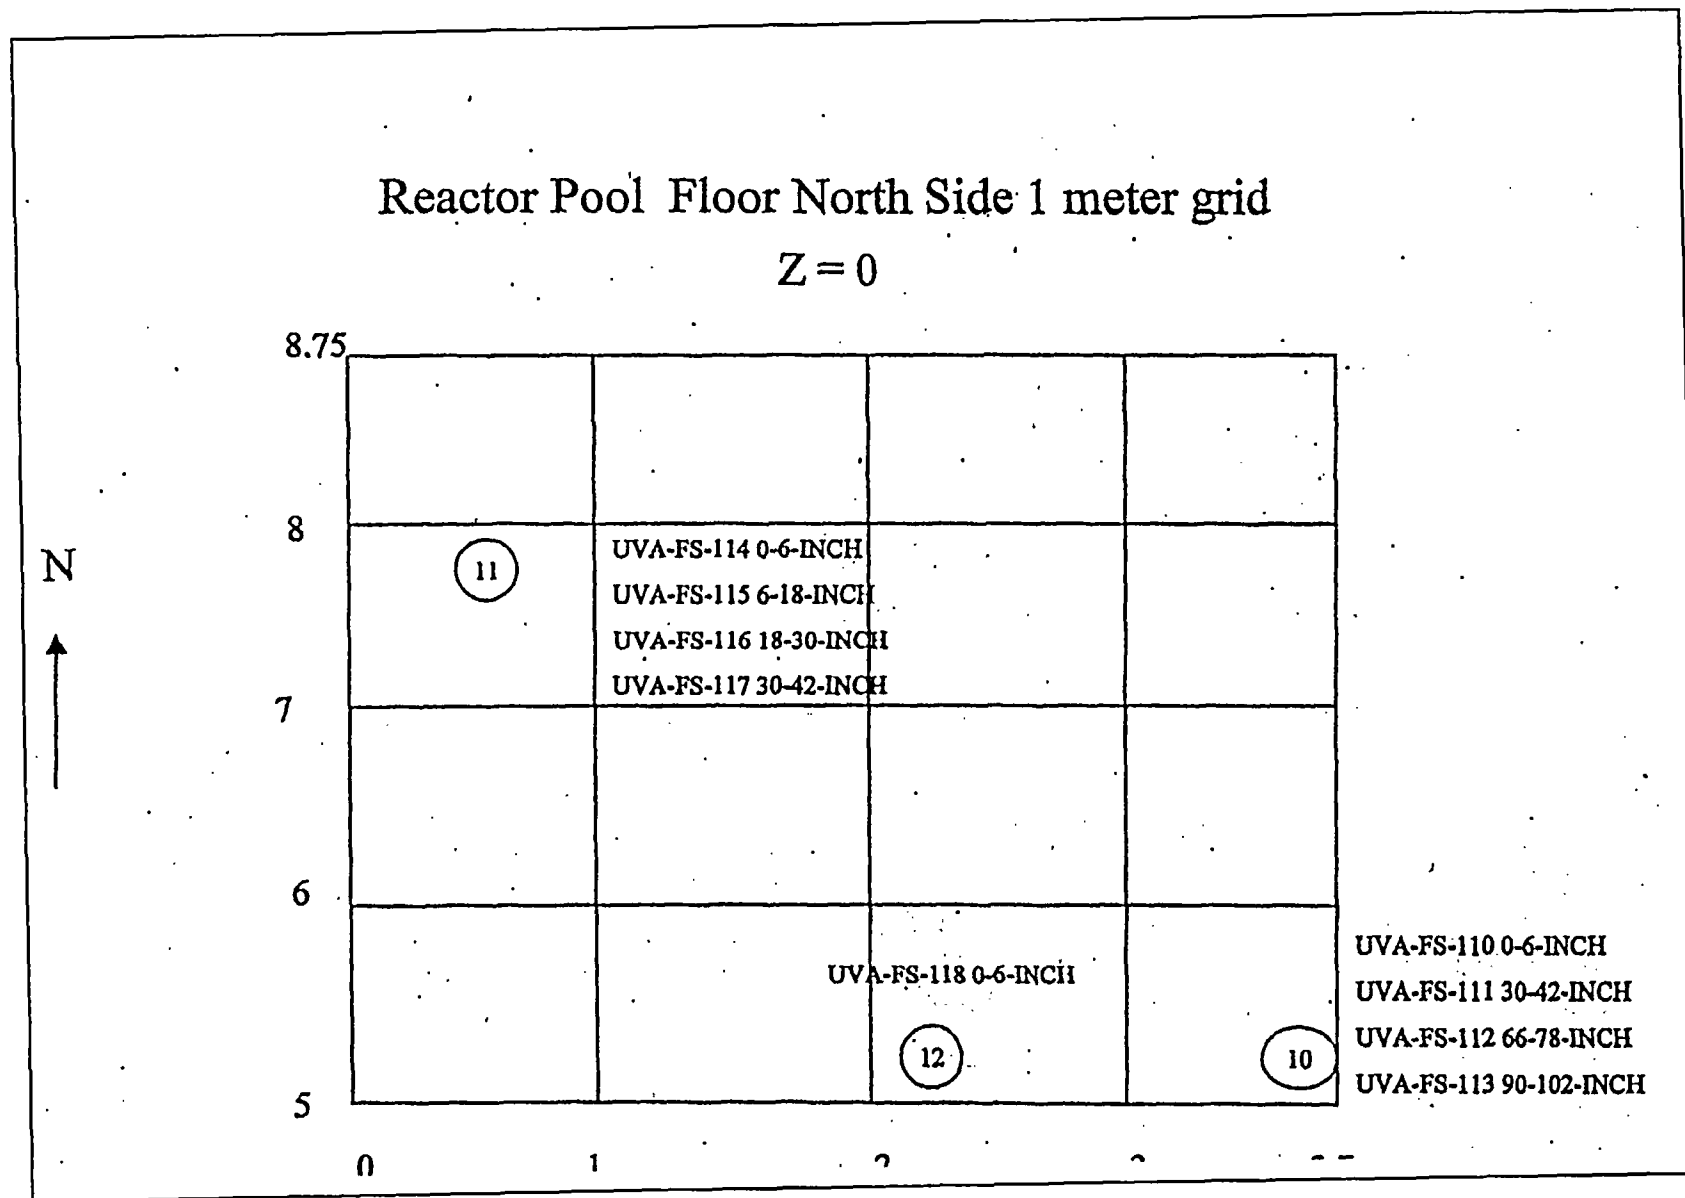 Reactor Pool Floor North Side 1 meter grid
Z = 0
8.75
8
N
11
UVA-FS-114 0-6-INCH
UVA-FS-115 6-18-INCH
UVA-FS-116 18-30-INCH
UVA-FS-117 30-42-INCH
7
6
UVA-FS-118 0-6-INCH
12
10
UVA-FS-110 0-6-INCH
UVA-FS-111 30-42-INCH
UVA-FS-112 66-78-INCH
UVA-FS-113 90-102-INCH
5
0 1 2